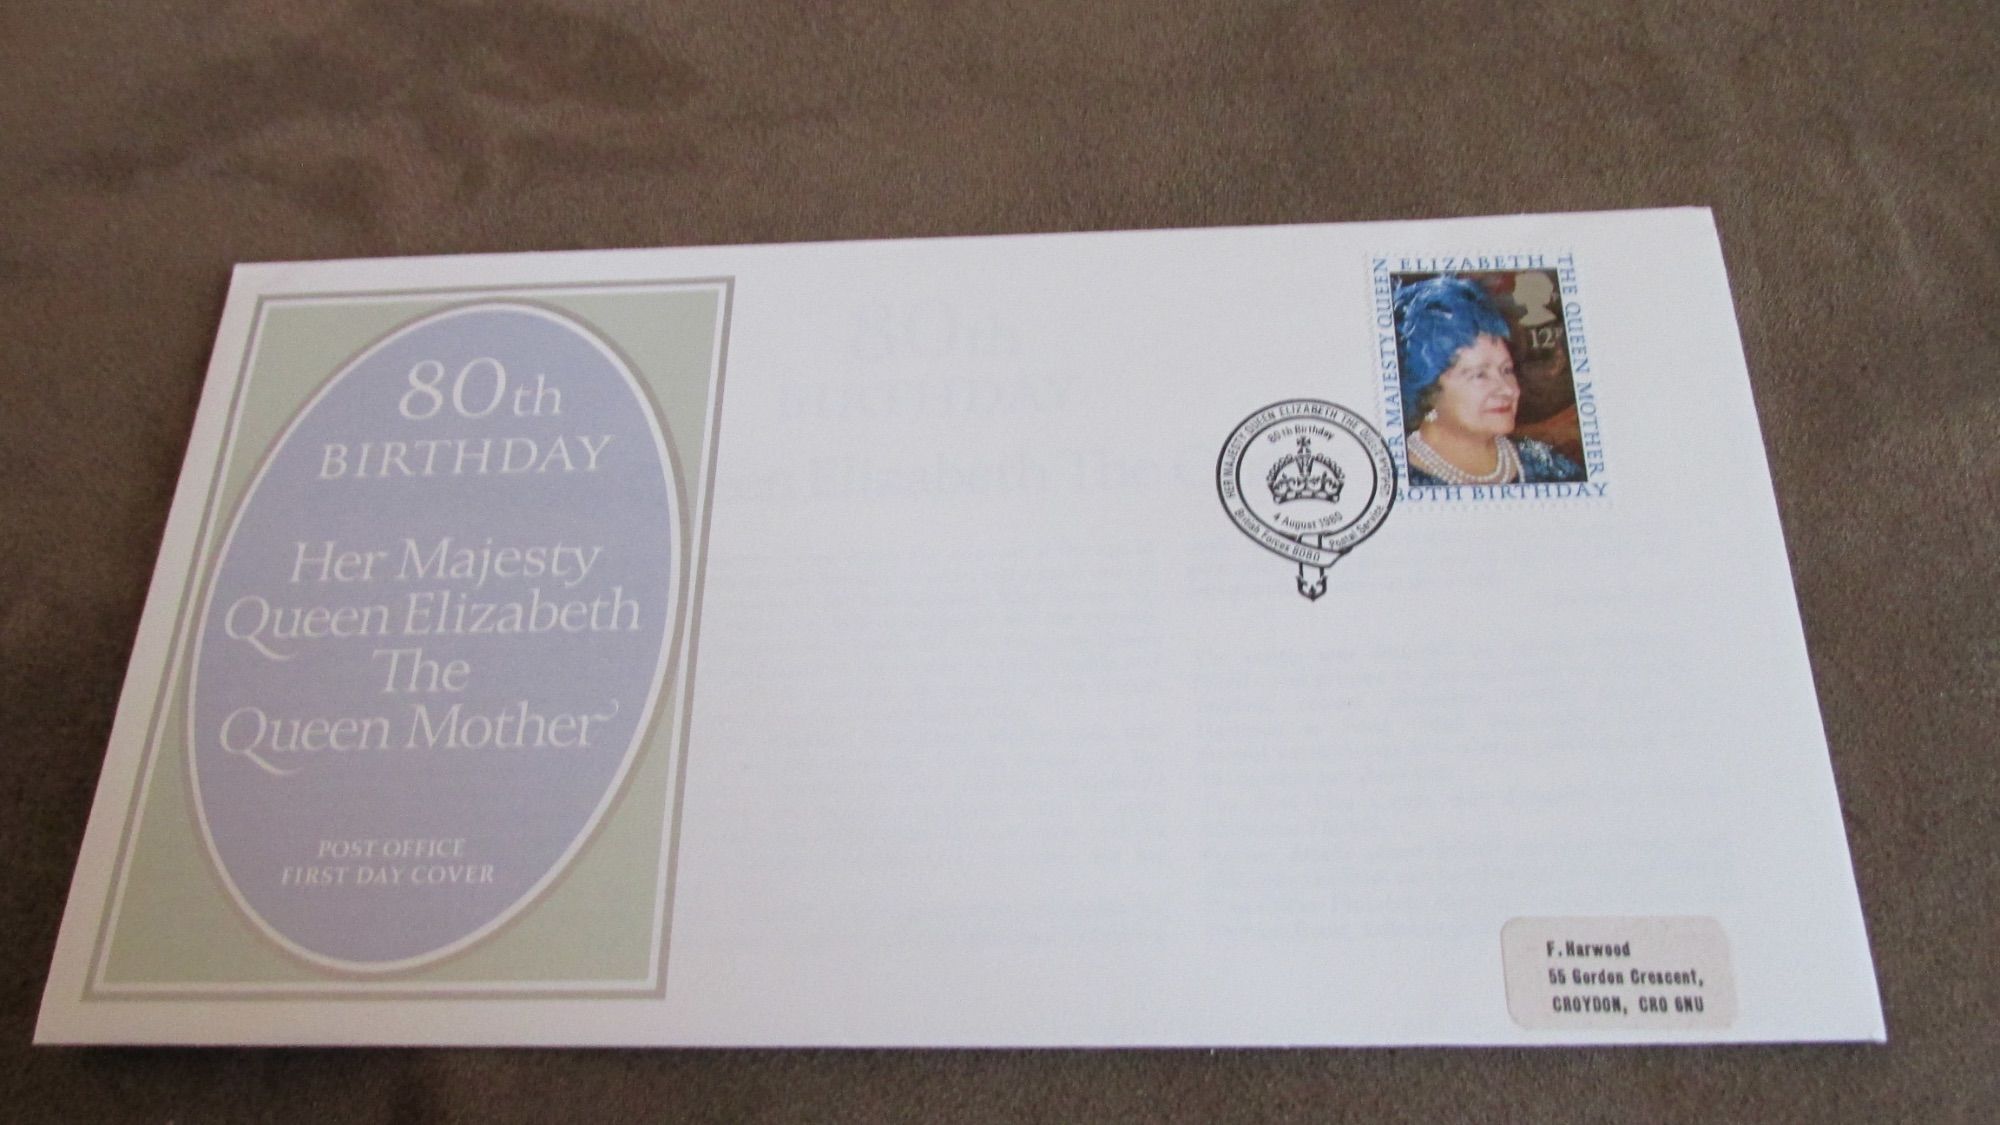 80th
BIRTHDAY
Her Majesty
Queen Elizabeth
The
Queen Mother
POST OFFICE
FIRST DAY COVER
HER MAJESTY QUEEN
ELIZABETH
THE QUEEN MOTHER
80TH BIRTHDAY
12P
HER MAJESTY QUEEN ELIZABETH THE QUEEN MOTHER
80th Birthday
4 August 1980
British Forces 8080 Postal Service
F. Harwood
55 Gordon Crescent,
CROYDON, CR0 6NU